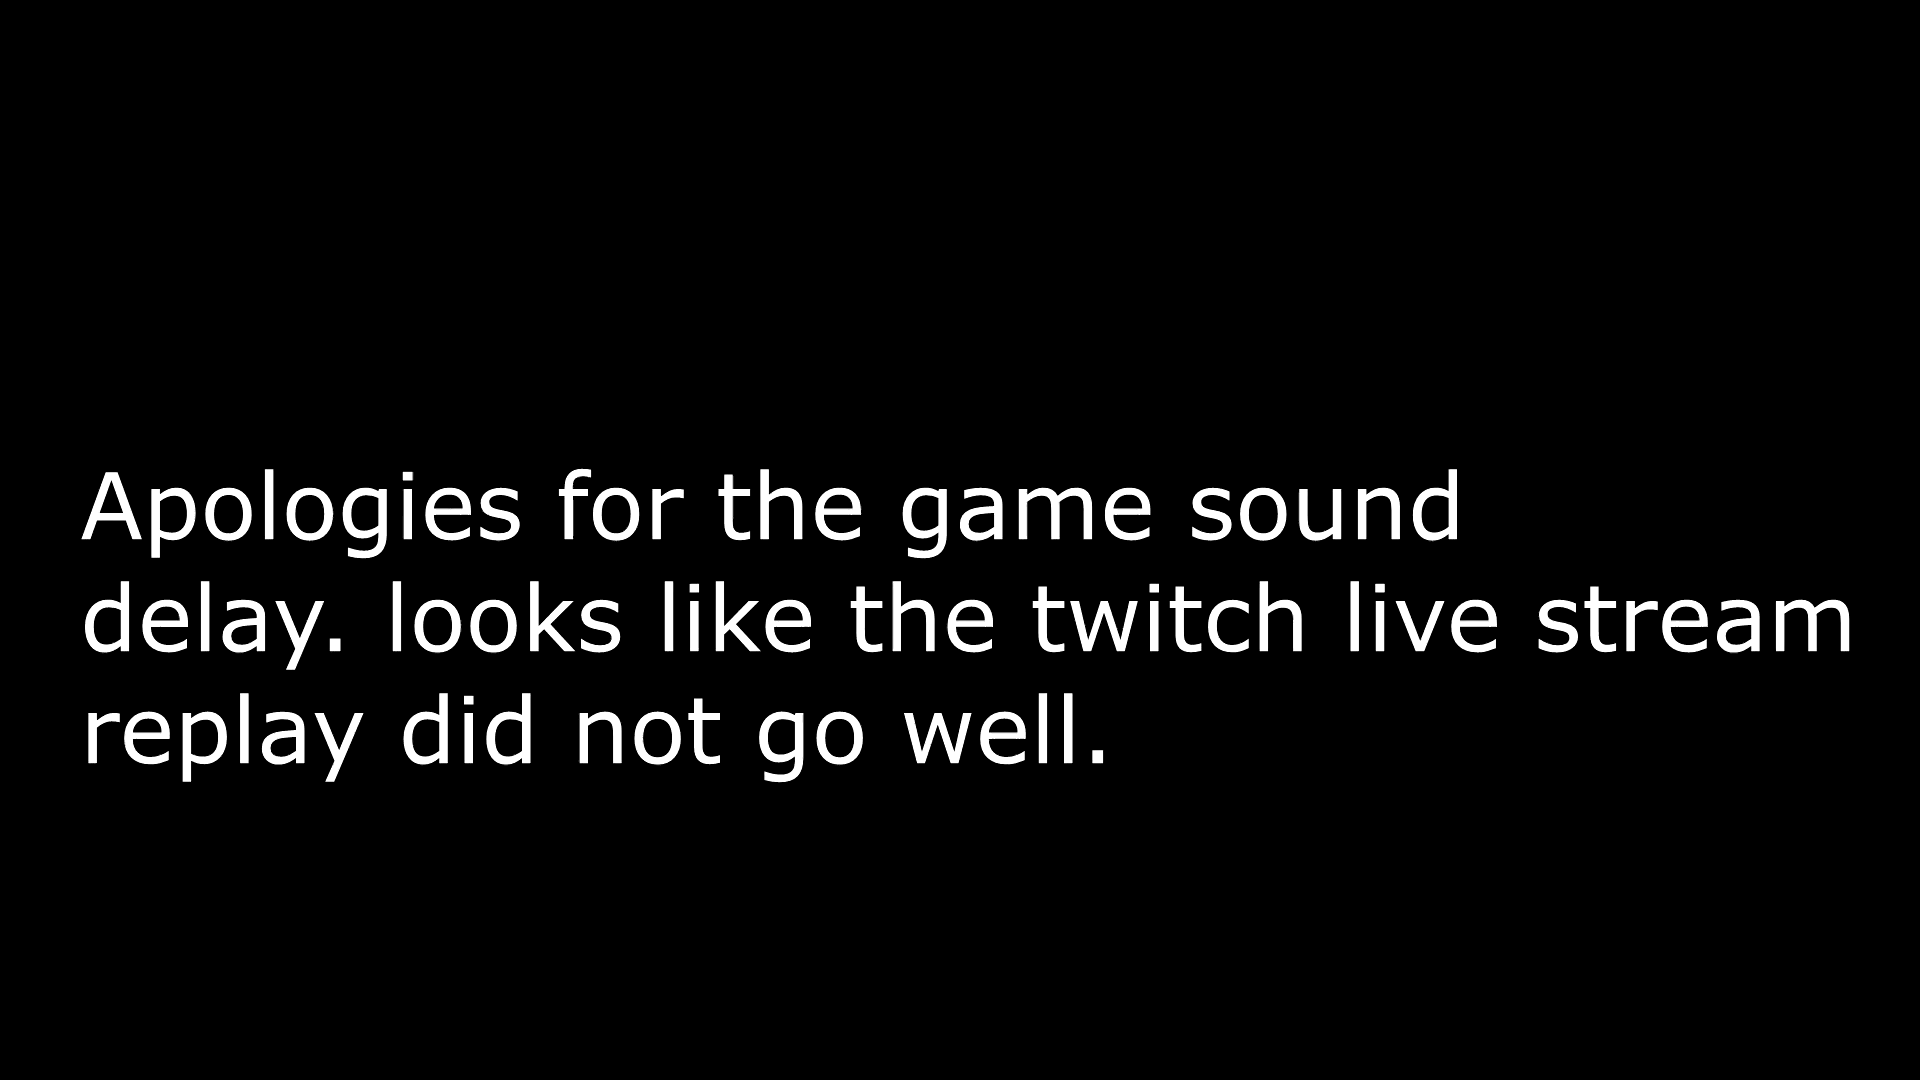 Apologies for the game sound
delay. looks like the twitch live stream
replay did not go well.